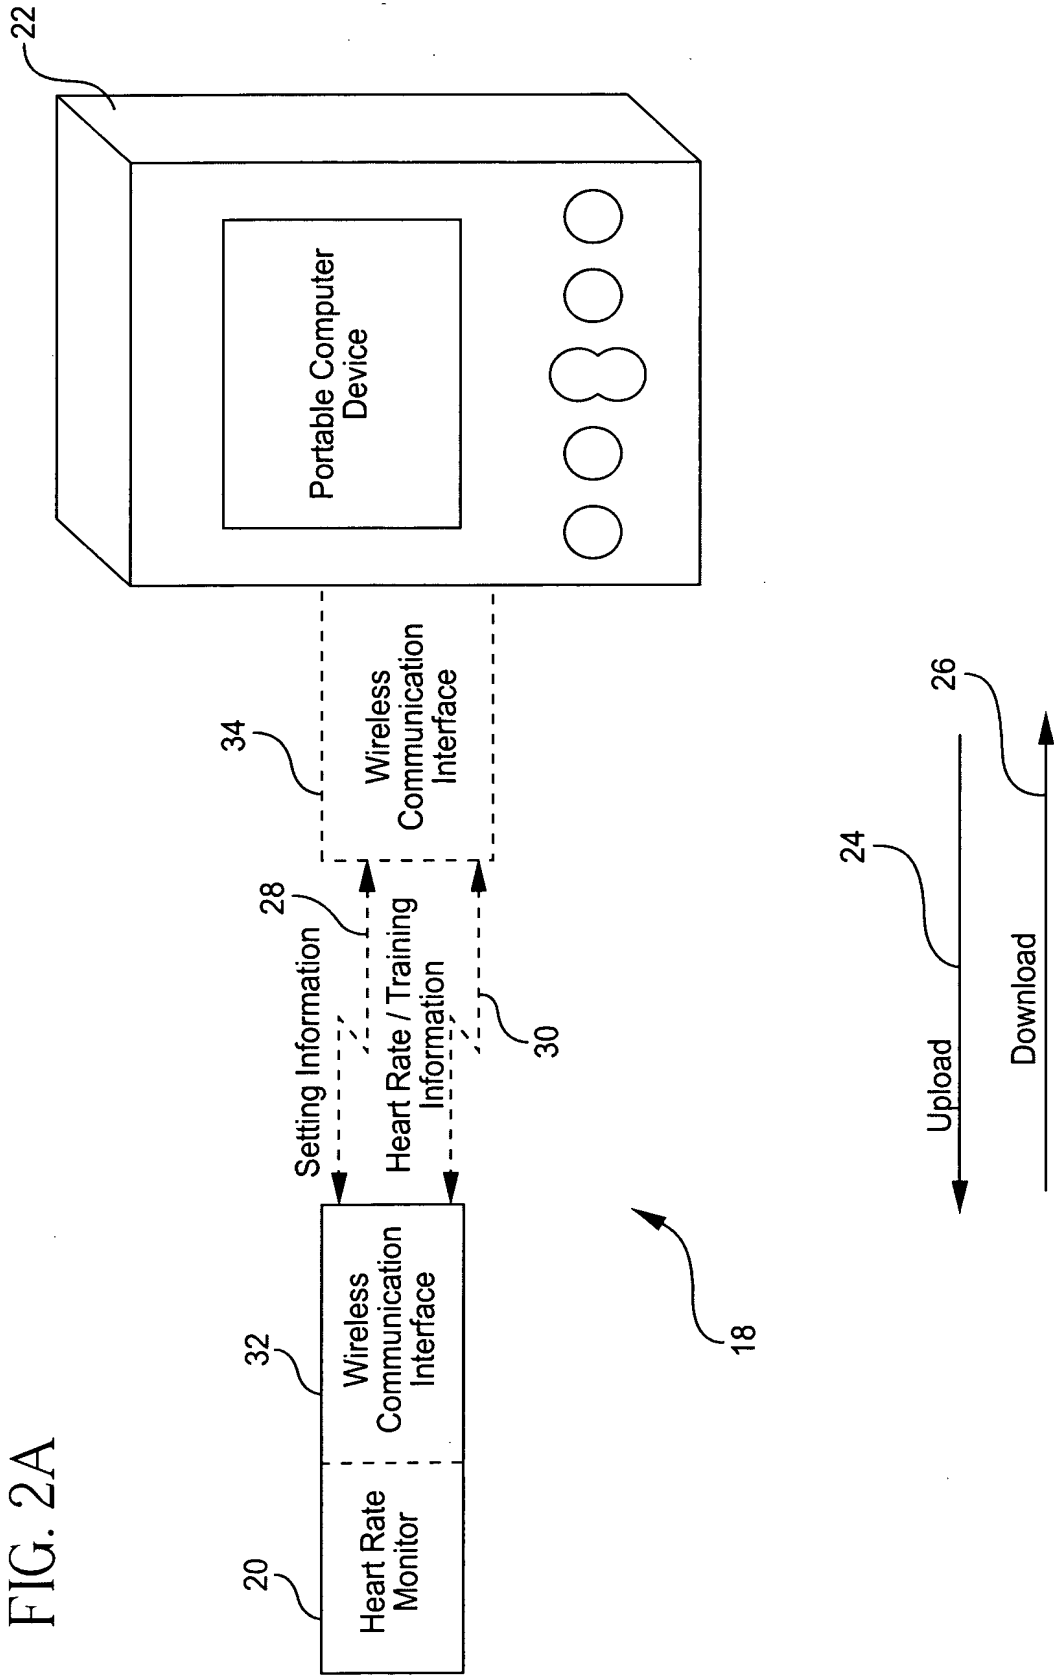 FIG. 2A
20
Heart Rate
Monitor
32
Wireless
Communication
Interface
Setting Information
28
Heart Rate / Training
Information
30
34
Wireless
Communication
Interface
22
Portable Computer
Device
18
24
Upload
26
Download